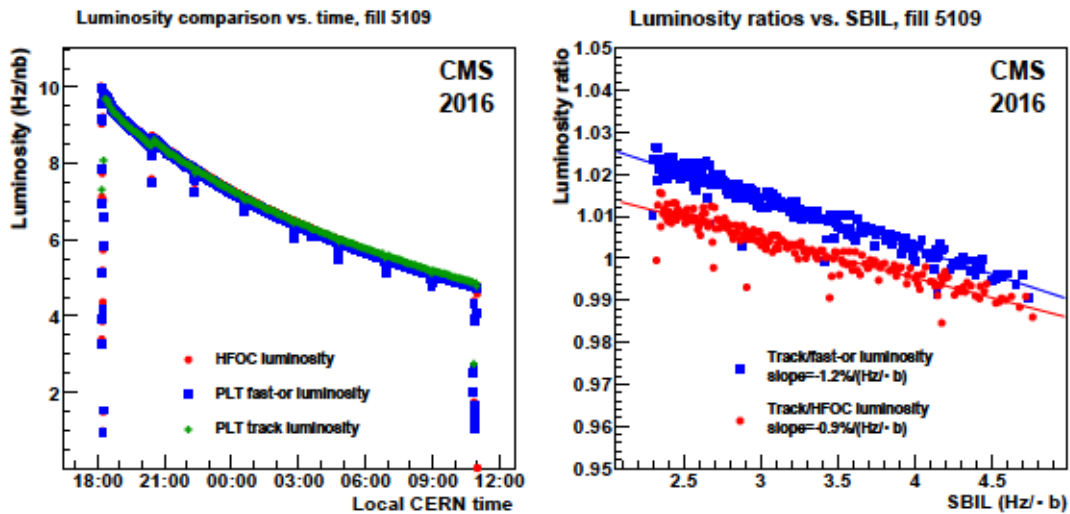 Luminosity comparison vs. time, fill 5109
Luminosity (Hz/nb)
10
8
6
4
2
CMS
2016
HFOC luminosity
PLT fast-or luminosity
PLT track luminosity
18:00 21:00 00:00 03:00 06:00 09:00 12:00
Local CERN time
Luminosity ratios vs. SBIL, fill 5109
Luminosity ratio
1.05
1.04
1.03
1.02
1.01
1
0.99
0.98
0.97
0.96
0.95
CMS
2016
Track/fast-or luminosity
slope=-1.2%/(Hz/· b)
Track/HFOC luminosity
slope=-0.9%/(Hz/· b)
2.5 3 3.5 4 4.5
SBIL (Hz/· b)